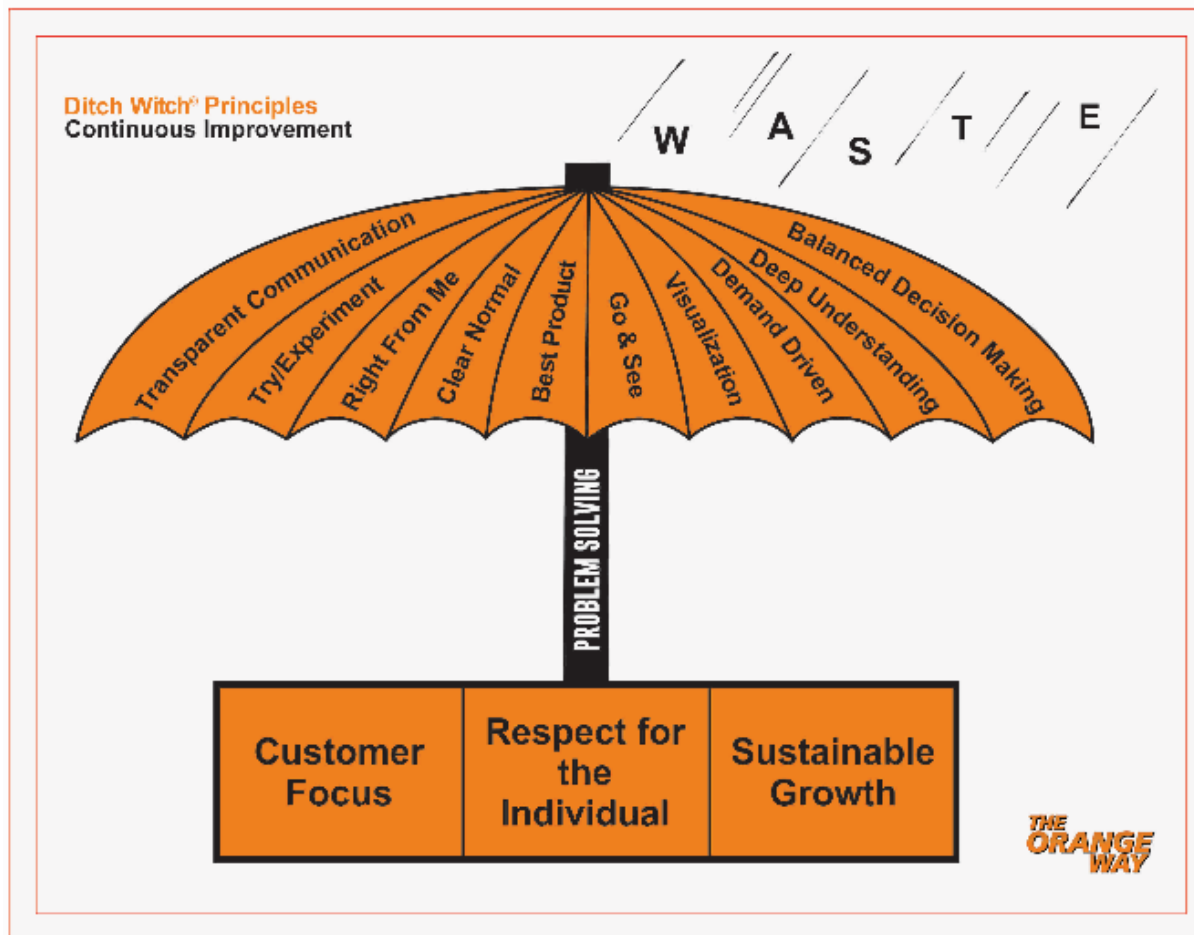 Ditch Witch® Principles
Continuous Improvement
W A S T E
Transparent Communication
Try/Experiment
Right From Me
Clear Normal
Best Product
Go & See
Visualization
Demand Driven
Deep Understanding
Balanced Decision Making
PROBLEM SOLVING
Customer
Focus
Respect for
the
Individual
Sustainable
Growth
THE
ORANGE
WAY